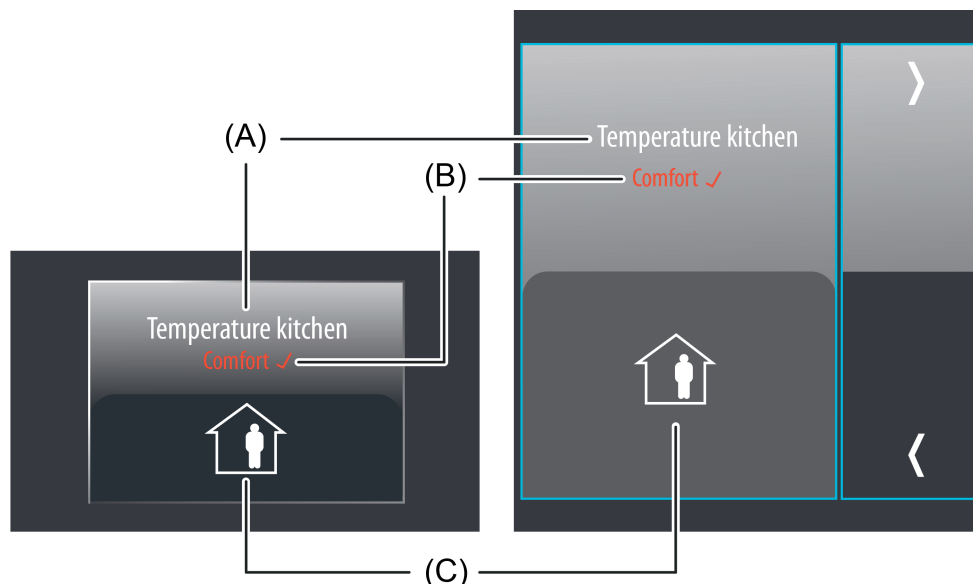 (A)
Temperature kitchen
(B)
Comfort ✓
Temperature kitchen
Comfort ✓
(C)